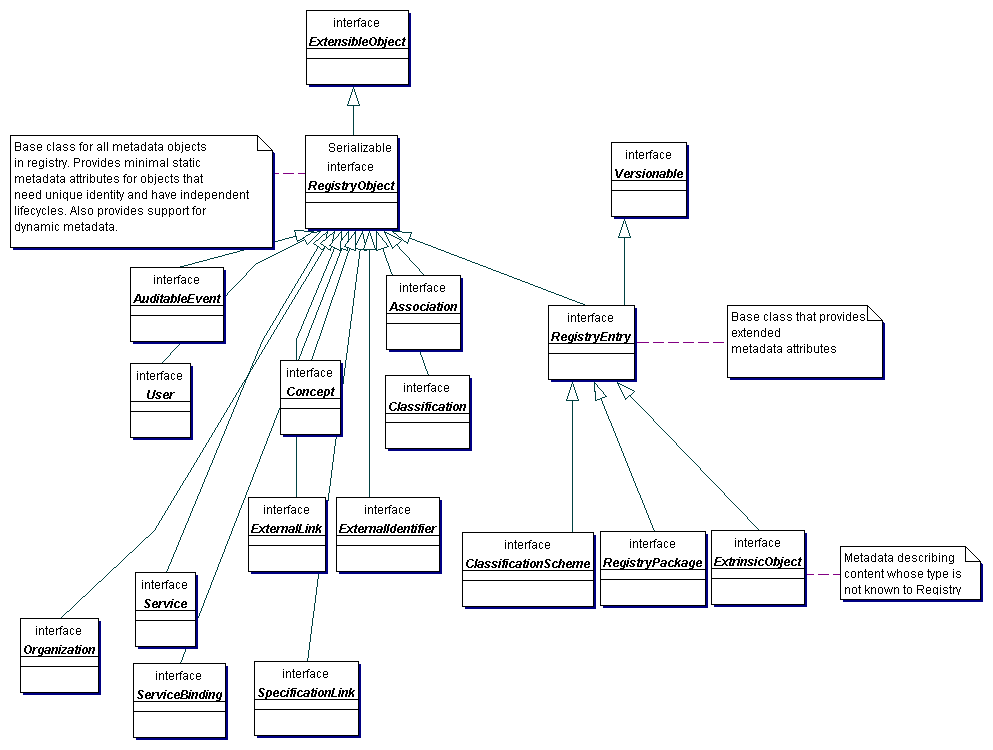 interface
ExtensibleObject
Base class for all metadata objects
in registry. Provides minimal static
metadata attributes for objects that
need unique identity and have independent
lifecycles. Also provides support for
dynamic metadata.
Serializable
interface
RegistryObject
interface
Versionable
interface
AuditableEvent
interface
Association
interface
RegistryEntry
Base class that provides
extended
metadata attributes
interface
User
interface
Concept
interface
Classification
interface
ExternalLink
interface
ExternalIdentifier
interface
ClassificationScheme
interface
RegistryPackage
interface
ExtrinsicObject
Metadata describing
content whose type is
not known to Registry
interface
Service
interface
Organization
interface
ServiceBinding
interface
SpecificationLink